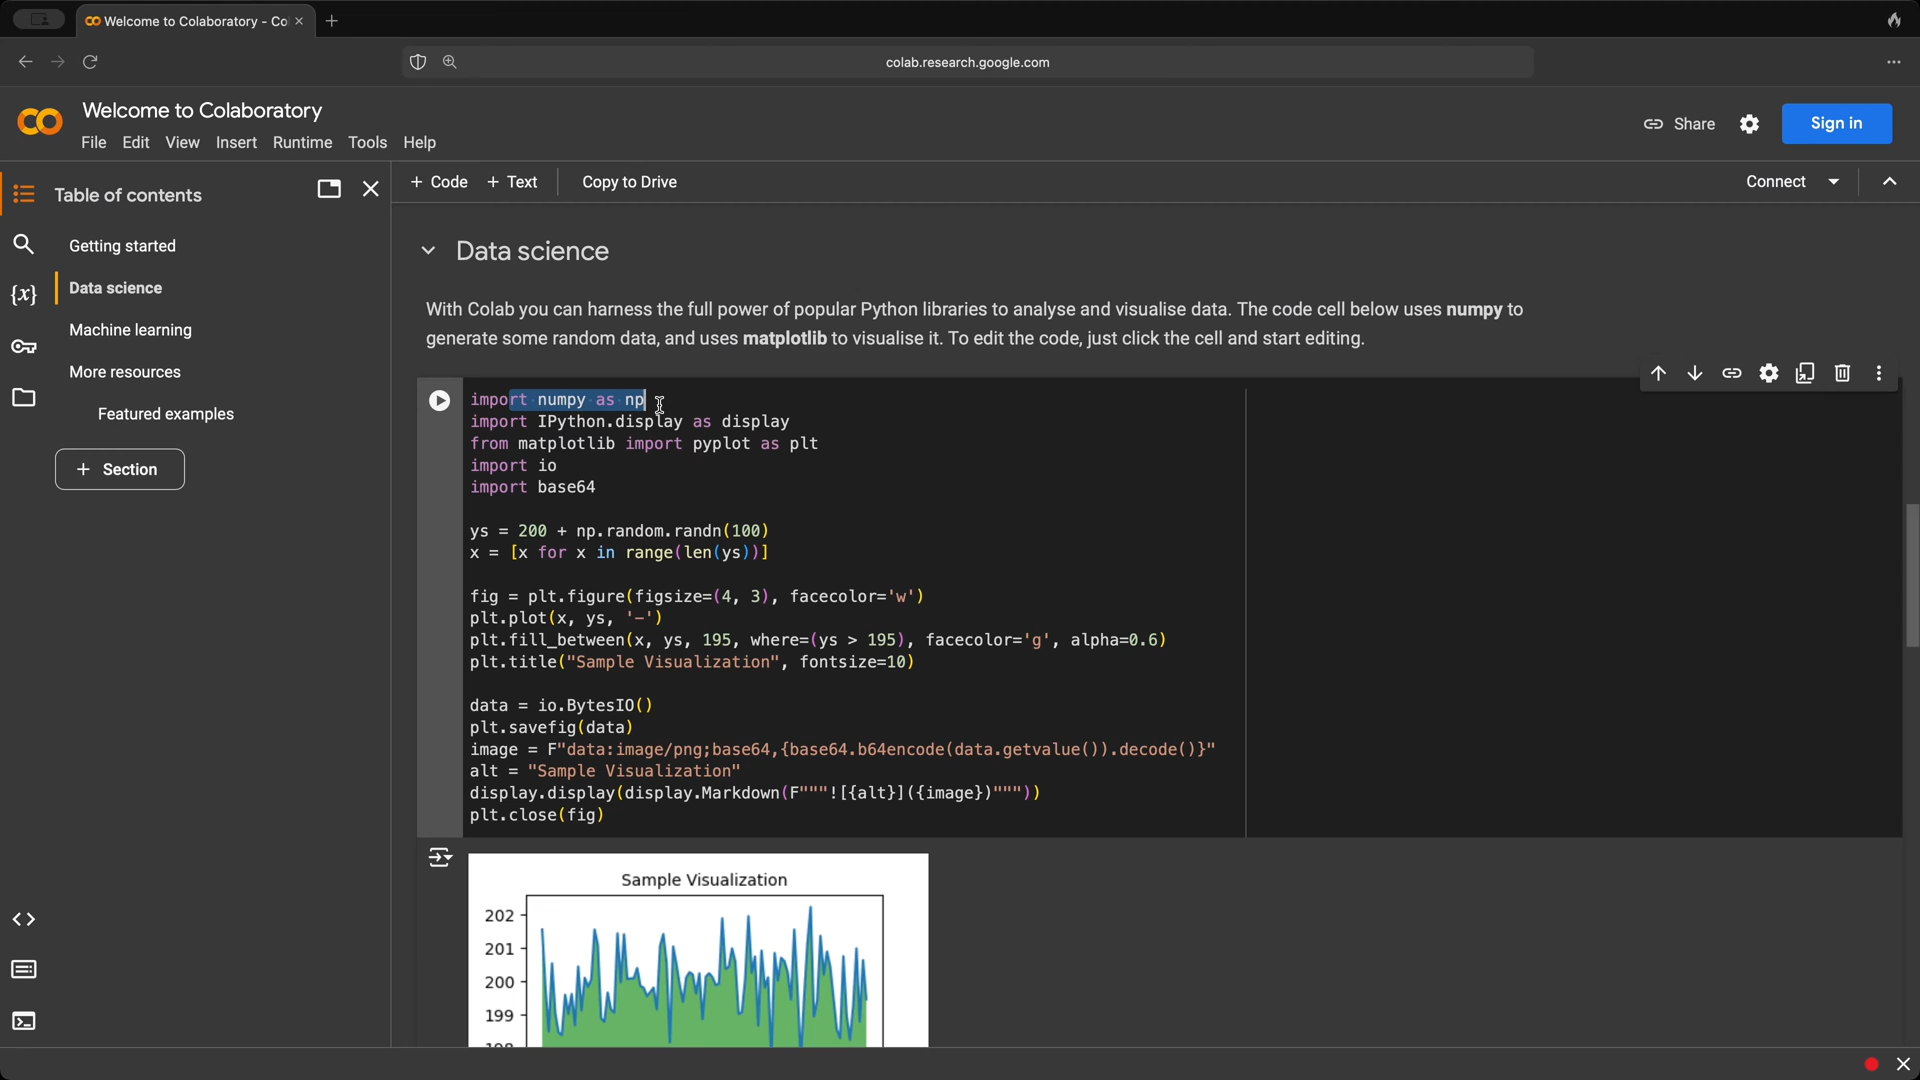 Welcome to Colaboratory - Co
colab.research.google.com
Welcome to Colaboratory
File Edit View Insert Runtime Tools Help
Share
Sign in
Table of contents
Getting started
Data science
Machine learning
More resources
Featured examples
+ Section
+ Code + Text Copy to Drive
Connect
Data science
With Colab you can harness the full power of popular Python libraries to analyse and visualise data. The code cell below uses numpy to
generate some random data, and uses matplotlib to visualise it. To edit the code, just click the cell and start editing.
import numpy as np
import IPython.display as display
from matplotlib import pyplot as plt
import io
import base64
ys = 200 + np.random.randn(100)
x = [x for x in range(len(ys))]
fig = plt.figure(figsize=(4, 3), facecolor='w')
plt.plot(x, ys, '-')
plt.fill_between(x, ys, 195, where=(ys > 195), facecolor='g', alpha=0.6)
plt.title("Sample Visualization", fontsize=10)
data = io.BytesIO()
plt.savefig(data)
image = F"data:image/png;base64,{base64.b64encode(data.getvalue()).decode()}"
alt = "Sample Visualization"
display.display(display.Markdown(F"""![{alt}]({image})"""))
plt.close(fig)
Sample Visualization
202
201
200
199